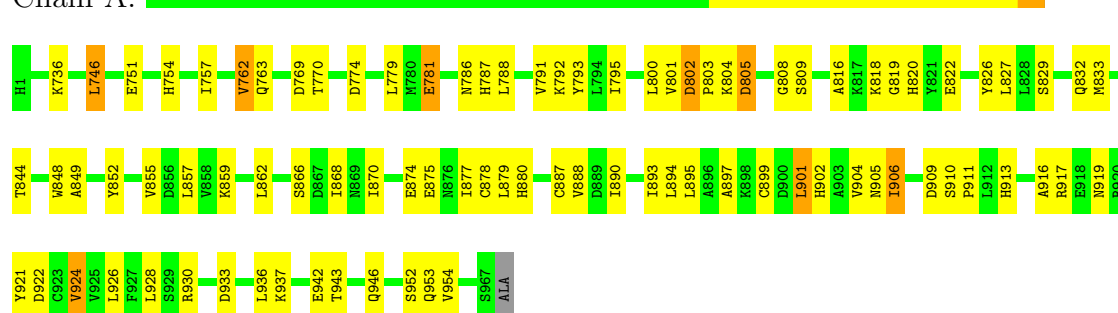 Chain A:
H1 K736 L746 E751 H754 I757 V762 Q763 D769 T770 D774 L779 M780 E781 N786 H787 L788 V791 K792 Y793 L794 I795 L800 V801 D802 P803 K804 D805 G808 S809 A816 K817 K818 G819 H820 Y821 E822 Y826 L827 L828 S829 Q832 M833
T844 W848 A849 Y852 V855 D856 L857 V858 K859 L862 S866 D867 I868 N869 I870 E874 E875 N876 I877 C878 L879 H880 C887 V888 D889 I890 I893 L894 L895 A896 A897 K898 C899 D900 L901 H902 A903 V904 N905 I906 D909 S910 P911 L912 H913 A916 R917 E918 N919
Y921 D922 C923 V924 V925 L926 F927 L928 S929 R930 D933 L936 K937 E942 T943 Q946 S952 Q953 V954 S967 ALA